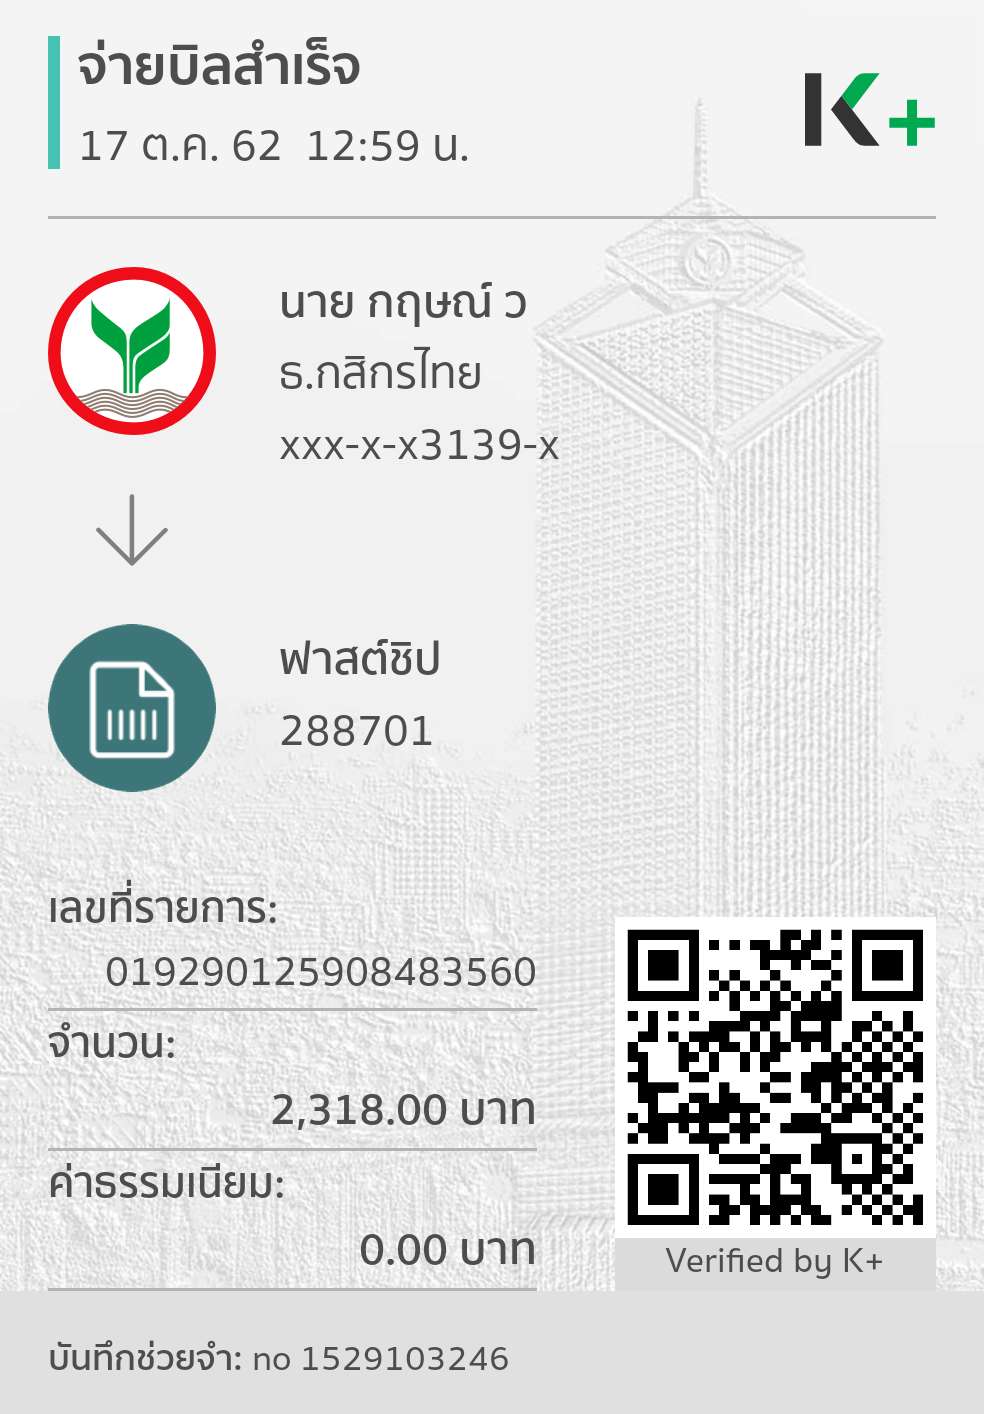 จ่ายบิลสำเร็จ
17 ต.ค. 62 12:59 น.
K+
นาย กฤษณ์ ว
ธ.กสิกรไทย
xxx-x-x3139-x
ฟาสต์ชิป
288701
เลขที่รายการ:
019290125908483560
จำนวน:
2,318.00 บาท
ค่าธรรมเนียม:
0.00 บาท
Verified by K+
บันทึกช่วยจำ: no 1529103246